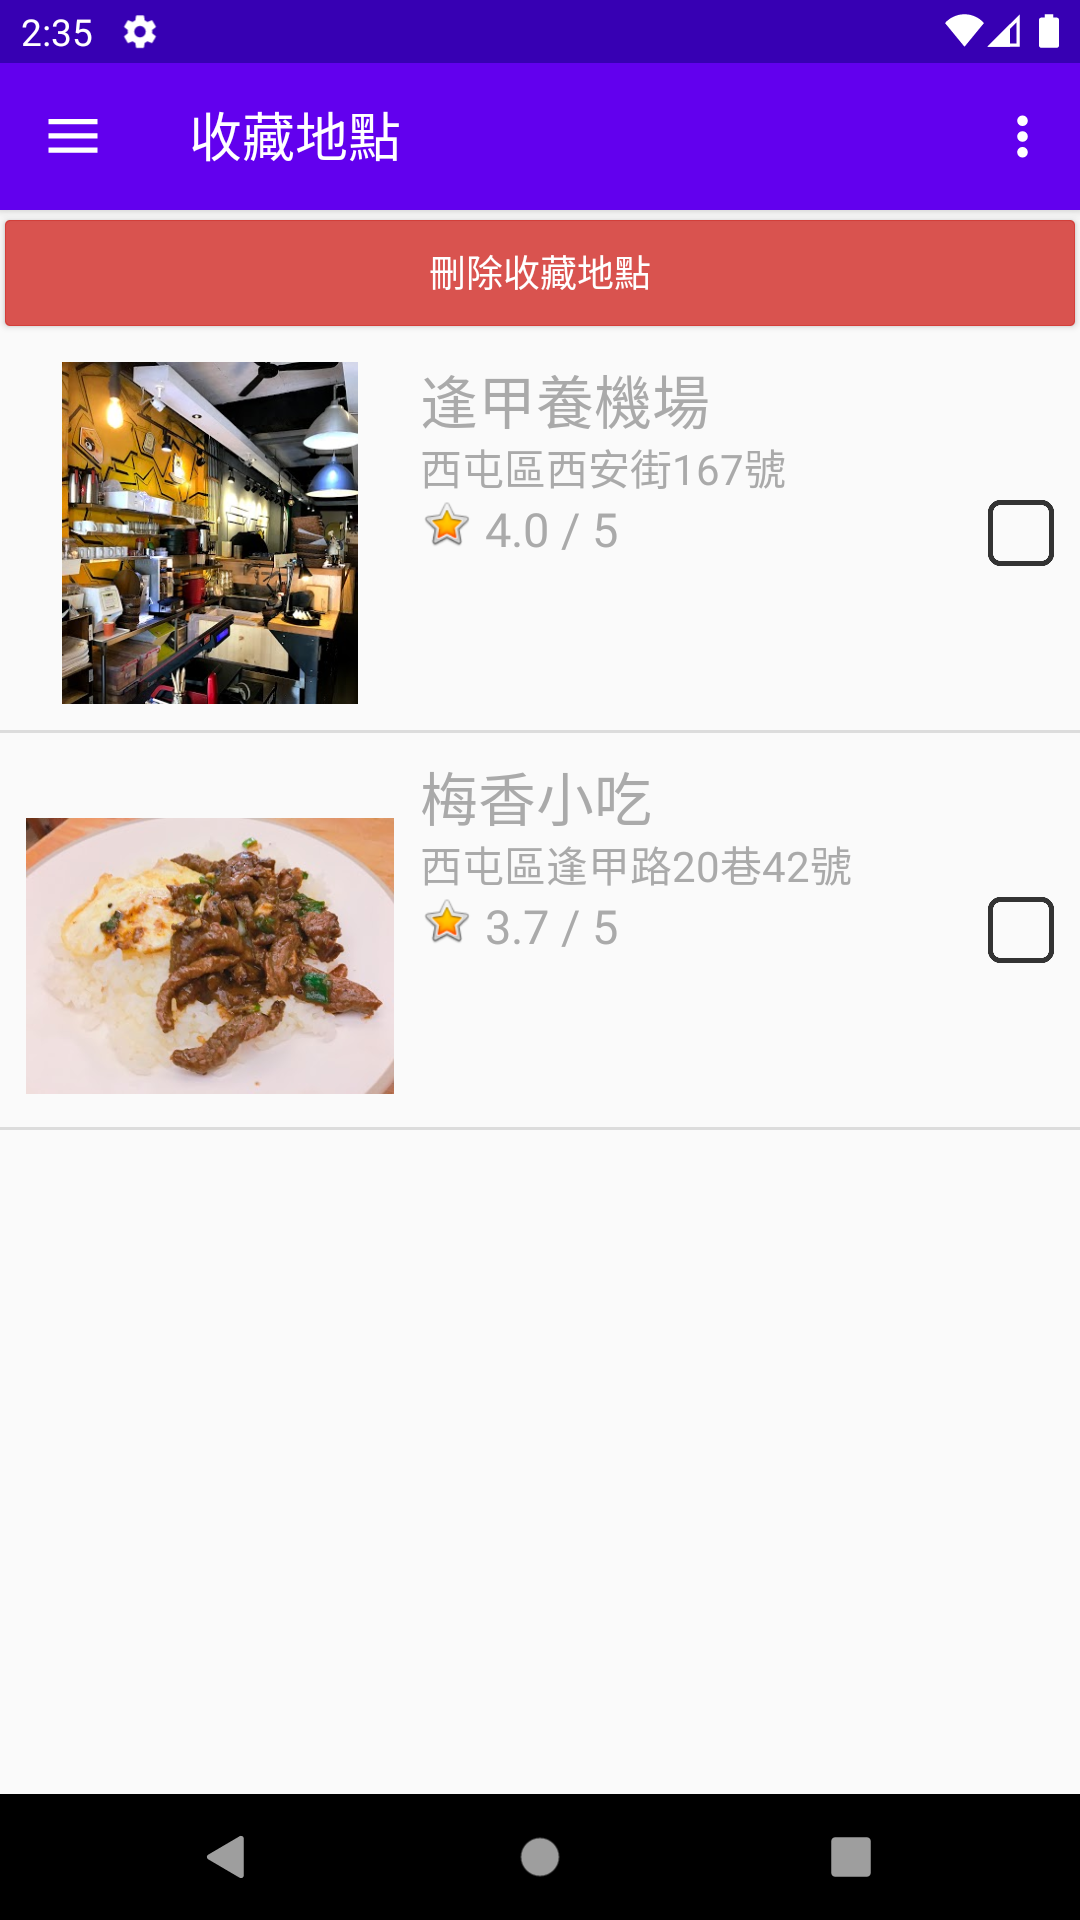 2:35
收藏地點
刪除收藏地點
逢甲養機場
西屯區西安街167號
4.0 / 5
梅香小吃
西屯區逢甲路20巷42號
3.7 / 5